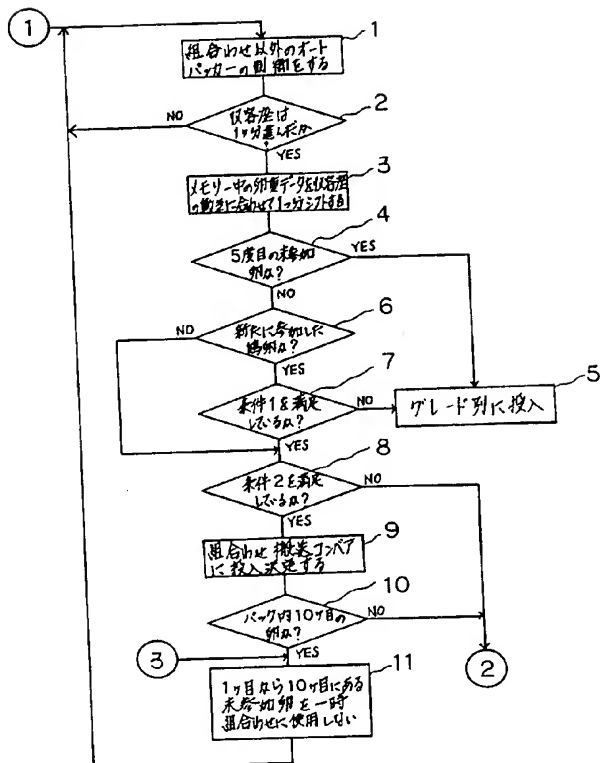 1
1
組合わせ以外のオート
パッカーの制御をする
2
NO
収容座は
1ヶ分進んだか
YES
3
メモリー中の卵重データを収容座
の動きに合わせて1つ分シフトする
4
5度目の未参加
卵か?
YES
NO
6
NO
新たに参加した
鶏卵か?
YES
7
条件1を満足
しているか?
NO
5
グレード別に投入
YES
8
条件2を満足
しているか?
NO
YES
9
組合わせ搬送コンベア
に投入決定する
10
パック内10ヶ目の
卵か?
NO
3
YES
2
11
1ヶ目から10ヶ目にある
未参加卵を一時
組合わせに使用しない